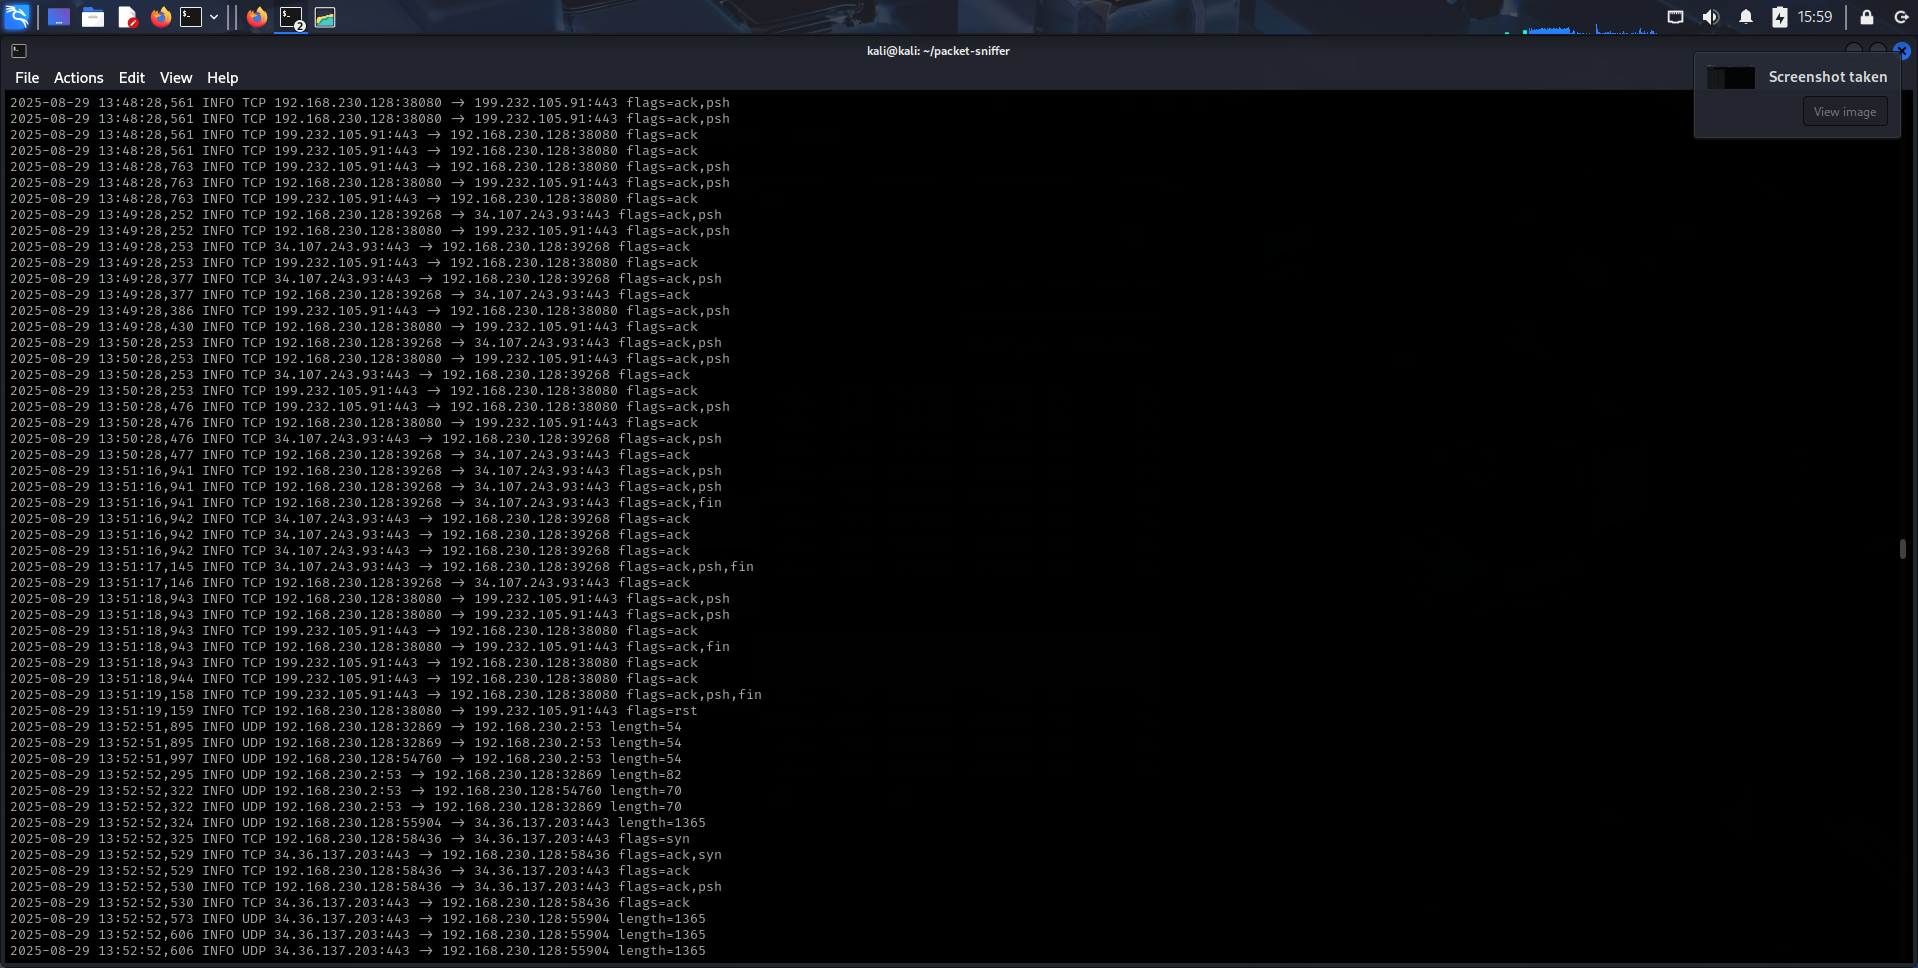 15:59
kali@kali: ~/packet-sniffer
File Actions Edit View Help
Screenshot taken
View image
2025-08-29 13:48:28,561 INFO TCP 192.168.230.128:38080 → 199.232.105.91:443 flags=ack,psh
2025-08-29 13:48:28,561 INFO TCP 192.168.230.128:38080 → 199.232.105.91:443 flags=ack,psh
2025-08-29 13:48:28,561 INFO TCP 199.232.105.91:443 → 192.168.230.128:38080 flags=ack
2025-08-29 13:48:28,561 INFO TCP 199.232.105.91:443 → 192.168.230.128:38080 flags=ack
2025-08-29 13:48:28,763 INFO TCP 199.232.105.91:443 → 192.168.230.128:38080 flags=ack,psh
2025-08-29 13:48:28,763 INFO TCP 192.168.230.128:38080 → 199.232.105.91:443 flags=ack,psh
2025-08-29 13:48:28,763 INFO TCP 199.232.105.91:443 → 192.168.230.128:38080 flags=ack
2025-08-29 13:49:28,252 INFO TCP 192.168.230.128:39268 → 34.107.243.93:443 flags=ack,psh
2025-08-29 13:49:28,252 INFO TCP 192.168.230.128:38080 → 199.232.105.91:443 flags=ack,psh
2025-08-29 13:49:28,253 INFO TCP 34.107.243.93:443 → 192.168.230.128:39268 flags=ack
2025-08-29 13:49:28,253 INFO TCP 199.232.105.91:443 → 192.168.230.128:38080 flags=ack
2025-08-29 13:49:28,377 INFO TCP 34.107.243.93:443 → 192.168.230.128:39268 flags=ack,psh
2025-08-29 13:49:28,377 INFO TCP 192.168.230.128:39268 → 34.107.243.93:443 flags=ack
2025-08-29 13:49:28,386 INFO TCP 199.232.105.91:443 → 192.168.230.128:38080 flags=ack,psh
2025-08-29 13:49:28,430 INFO TCP 192.168.230.128:38080 → 199.232.105.91:443 flags=ack
2025-08-29 13:50:28,253 INFO TCP 192.168.230.128:39268 → 34.107.243.93:443 flags=ack,psh
2025-08-29 13:50:28,253 INFO TCP 192.168.230.128:38080 → 199.232.105.91:443 flags=ack,psh
2025-08-29 13:50:28,253 INFO TCP 34.107.243.93:443 → 192.168.230.128:39268 flags=ack
2025-08-29 13:50:28,253 INFO TCP 199.232.105.91:443 → 192.168.230.128:38080 flags=ack
2025-08-29 13:50:28,476 INFO TCP 199.232.105.91:443 → 192.168.230.128:38080 flags=ack,psh
2025-08-29 13:50:28,476 INFO TCP 192.168.230.128:38080 → 199.232.105.91:443 flags=ack
2025-08-29 13:50:28,476 INFO TCP 34.107.243.93:443 → 192.168.230.128:39268 flags=ack,psh
2025-08-29 13:50:28,477 INFO TCP 192.168.230.128:39268 → 34.107.243.93:443 flags=ack
2025-08-29 13:51:16,941 INFO TCP 192.168.230.128:39268 → 34.107.243.93:443 flags=ack,psh
2025-08-29 13:51:16,941 INFO TCP 192.168.230.128:39268 → 34.107.243.93:443 flags=ack,psh
2025-08-29 13:51:16,941 INFO TCP 192.168.230.128:39268 → 34.107.243.93:443 flags=ack,fin
2025-08-29 13:51:16,942 INFO TCP 34.107.243.93:443 → 192.168.230.128:39268 flags=ack
2025-08-29 13:51:16,942 INFO TCP 34.107.243.93:443 → 192.168.230.128:39268 flags=ack
2025-08-29 13:51:16,942 INFO TCP 34.107.243.93:443 → 192.168.230.128:39268 flags=ack
2025-08-29 13:51:17,145 INFO TCP 34.107.243.93:443 → 192.168.230.128:39268 flags=ack,psh,fin
2025-08-29 13:51:17,146 INFO TCP 192.168.230.128:39268 → 34.107.243.93:443 flags=ack
2025-08-29 13:51:18,943 INFO TCP 192.168.230.128:38080 → 199.232.105.91:443 flags=ack,psh
2025-08-29 13:51:18,943 INFO TCP 192.168.230.128:38080 → 199.232.105.91:443 flags=ack,psh
2025-08-29 13:51:18,943 INFO TCP 199.232.105.91:443 → 192.168.230.128:38080 flags=ack
2025-08-29 13:51:18,943 INFO TCP 192.168.230.128:38080 → 199.232.105.91:443 flags=ack,fin
2025-08-29 13:51:18,943 INFO TCP 199.232.105.91:443 → 192.168.230.128:38080 flags=ack
2025-08-29 13:51:18,944 INFO TCP 199.232.105.91:443 → 192.168.230.128:38080 flags=ack
2025-08-29 13:51:19,158 INFO TCP 199.232.105.91:443 → 192.168.230.128:38080 flags=ack,psh,fin
2025-08-29 13:51:19,159 INFO TCP 192.168.230.128:38080 → 199.232.105.91:443 flags=rst
2025-08-29 13:52:51,895 INFO UDP 192.168.230.128:32869 → 192.168.230.2:53 length=54
2025-08-29 13:52:51,895 INFO UDP 192.168.230.128:32869 → 192.168.230.2:53 length=54
2025-08-29 13:52:51,997 INFO UDP 192.168.230.128:54760 → 192.168.230.2:53 length=54
2025-08-29 13:52:52,295 INFO UDP 192.168.230.2:53 → 192.168.230.128:32869 length=82
2025-08-29 13:52:52,322 INFO UDP 192.168.230.2:53 → 192.168.230.128:54760 length=70
2025-08-29 13:52:52,322 INFO UDP 192.168.230.2:53 → 192.168.230.128:32869 length=70
2025-08-29 13:52:52,324 INFO UDP 192.168.230.128:55904 → 34.36.137.203:443 length=1365
2025-08-29 13:52:52,325 INFO TCP 192.168.230.128:58436 → 34.36.137.203:443 flags=syn
2025-08-29 13:52:52,529 INFO TCP 34.36.137.203:443 → 192.168.230.128:58436 flags=ack,syn
2025-08-29 13:52:52,529 INFO TCP 192.168.230.128:58436 → 34.36.137.203:443 flags=ack
2025-08-29 13:52:52,530 INFO TCP 192.168.230.128:58436 → 34.36.137.203:443 flags=ack,psh
2025-08-29 13:52:52,530 INFO TCP 34.36.137.203:443 → 192.168.230.128:58436 flags=ack
2025-08-29 13:52:52,573 INFO UDP 34.36.137.203:443 → 192.168.230.128:55904 length=1365
2025-08-29 13:52:52,606 INFO UDP 34.36.137.203:443 → 192.168.230.128:55904 length=1365
2025-08-29 13:52:52,606 INFO UDP 34.36.137.203:443 → 192.168.230.128:55904 length=1365